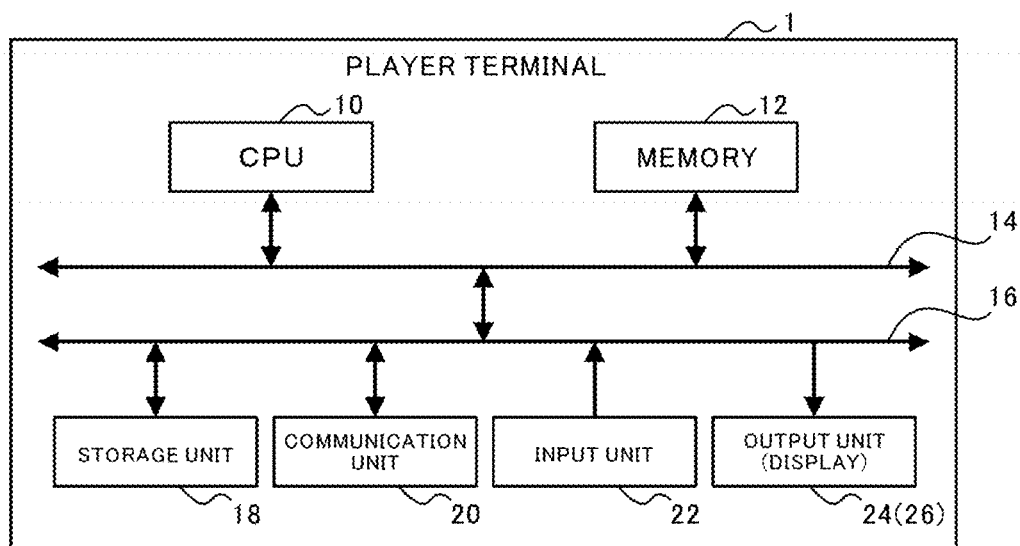 1
PLAYER TERMINAL
10
12
CPU
MEMORY
14
16
STORAGE UNIT
COMMUNICATION
UNIT
INPUT UNIT
OUTPUT UNIT
(DISPLAY)
18
20
22
24(26)